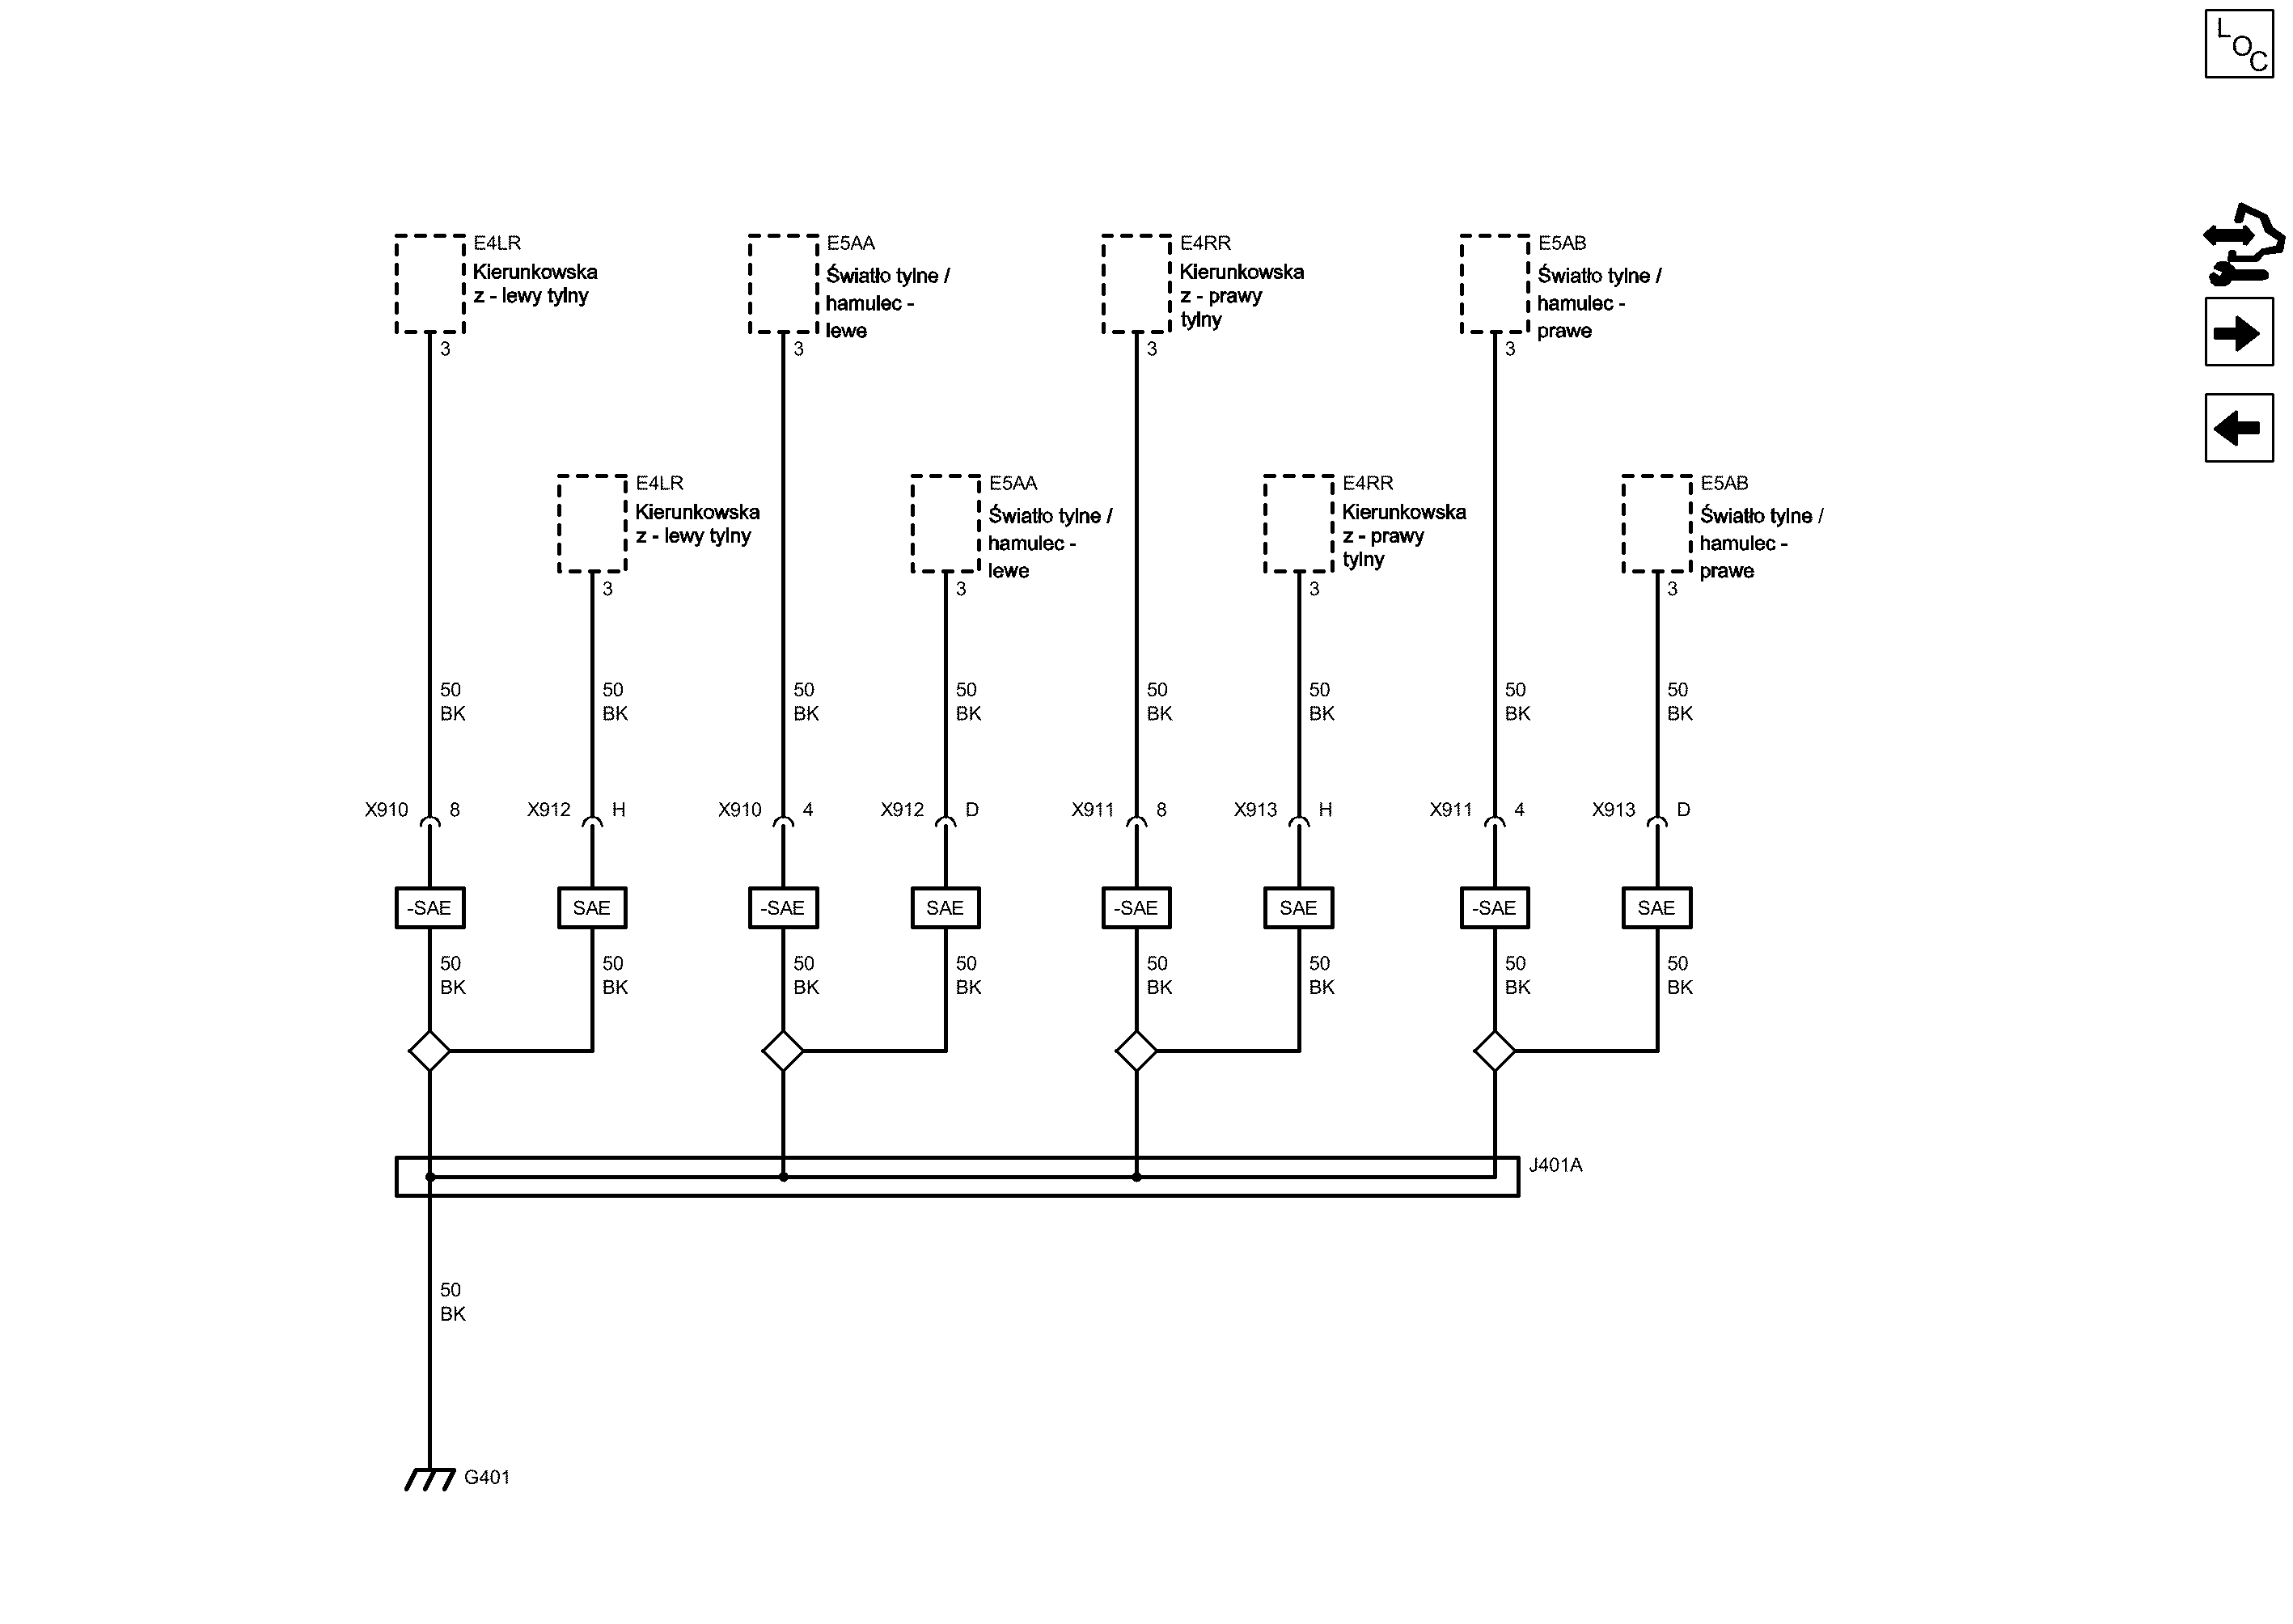 LOC
E4LR
Kierunkowska
z - lewy tylny
3
E5AA
Światło tylne /
hamulec -
lewe
3
E4RR
Kierunkowska
z - prawy
tylny
3
E5AB
Światło tylne /
hamulec -
prawe
3
E4LR
Kierunkowska
z - lewy tylny
3
E5AA
Światło tylne /
hamulec -
lewe
3
E4RR
Kierunkowska
z - prawy
tylny
3
E5AB
Światło tylne /
hamulec -
prawe
3
50 50 50 50 50 50 50 50
BK BK BK BK BK BK BK BK
X910 8 X912 H X910 4 X912 D X911 8 X913 H X911 4 X913 D
-SAE SAE -SAE SAE -SAE SAE -SAE SAE
50 50 50 50 50 50 50 50
BK BK BK BK BK BK BK BK
J401A
50
BK
G401